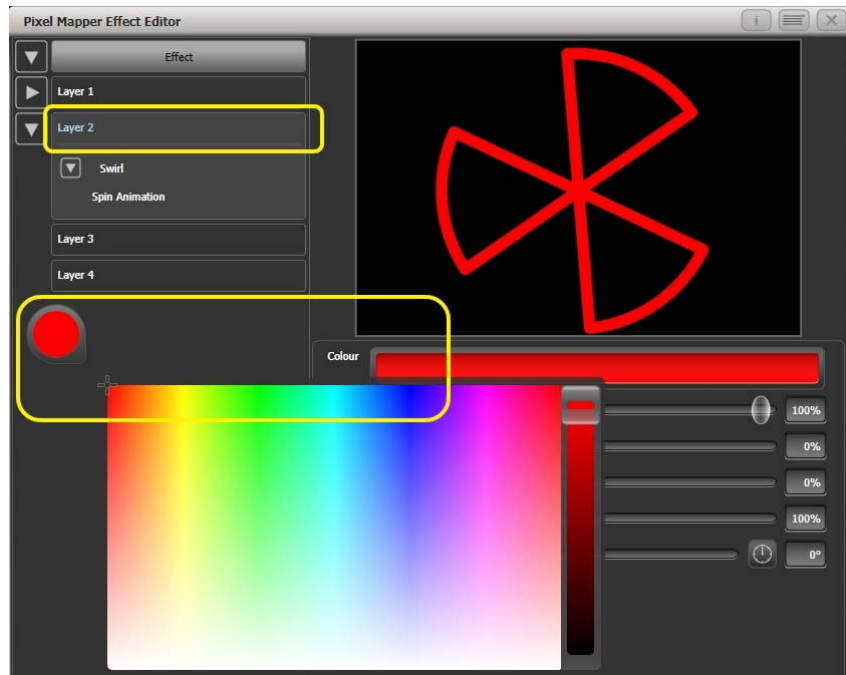 Pixel Mapper Effect Editor
i
Effect
Layer 1
Layer 2
Swirl
Spin Animation
Layer 3
Layer 4
Colour
100%
0%
0%
100%
0°